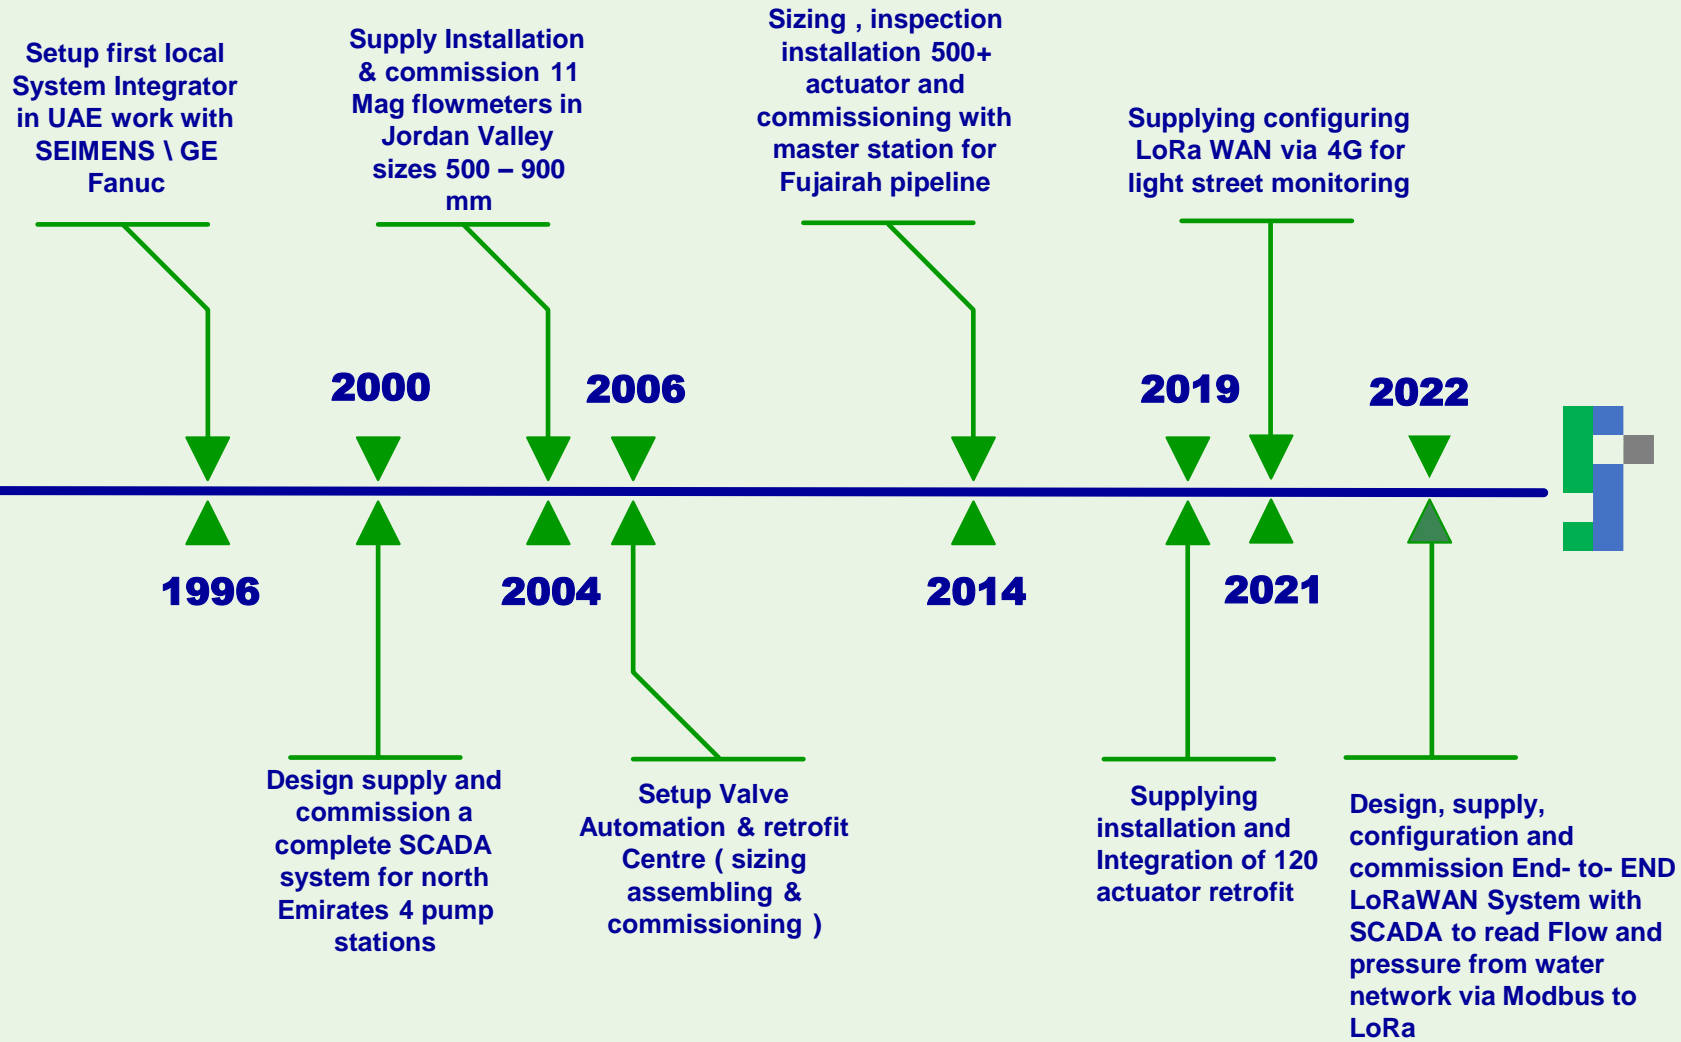 Setup first local
System Integrator
in UAE work with
SEIMENS \ GE
Fanuc
Supply Installation
& commission 11
Mag flowmeters in
Jordan Valley
sizes 500 – 900
mm
Sizing , inspection
installation 500+
actuator and
commissioning with
master station for
Fujairah pipeline
Supplying configuring
LoRa WAN via 4G for
light street monitoring
2000
2006
2019
2022
1996
2004
2014
2021
Design supply and
commission a
complete SCADA
system for north
Emirates 4 pump
stations
Setup Valve
Automation & retrofit
Centre ( sizing
assembling &
commissioning )
Supplying
installation and
Integration of 120
actuator retrofit
Design, supply,
configuration and
commission End- to- END
LoRaWAN System with
SCADA to read Flow and
pressure from water
network via Modbus to
LoRa